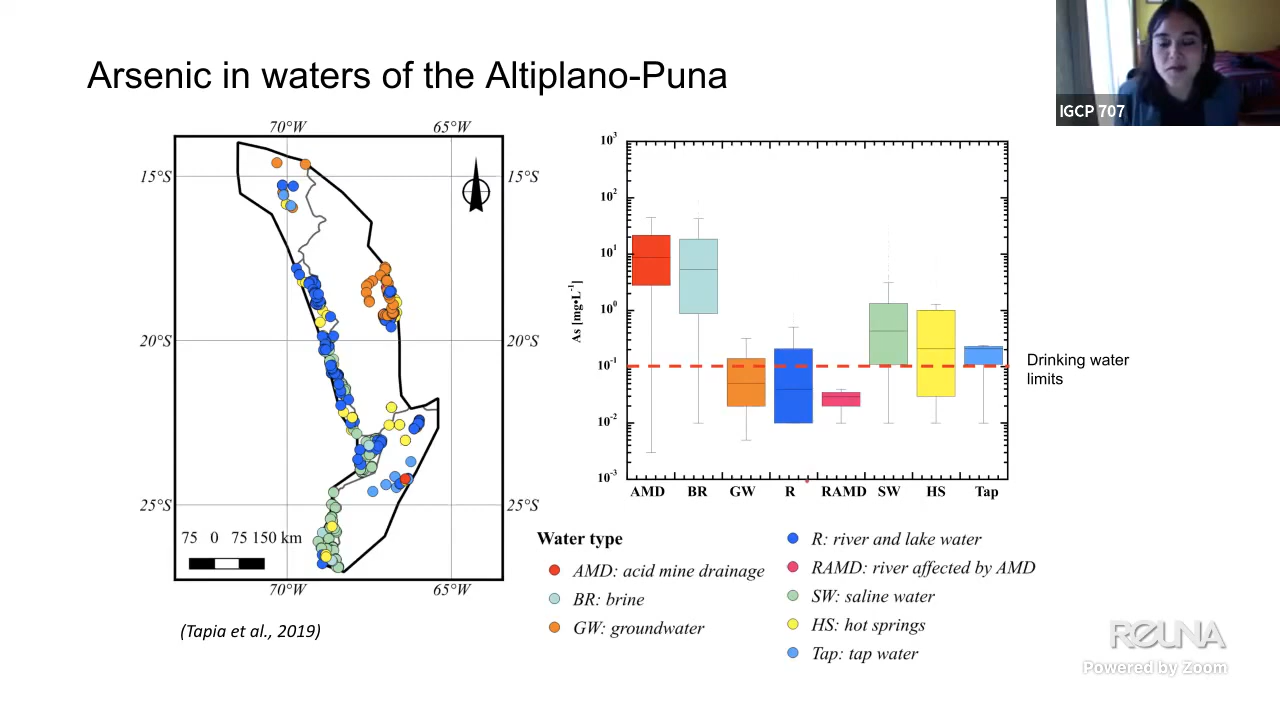 Arsenic in waters of the Altiplano-Puna
IGCP 707
70°W 65°W
15°S 15°S
20°S 20°S
25°S 25°S
75 0 75 150 km
70°W 65°W
(Tapia et al., 2019)
As [mg•L⁻¹]
10³
10²
10¹
10⁰
10⁻¹
10⁻²
10⁻³
AMD BR GW R RAMD SW HS Tap
Drinking water
limits
Water type
AMD: acid mine drainage
BR: brine
GW: groundwater
R: river and lake water
RAMD: river affected by AMD
SW: saline water
HS: hot springs
Tap: tap water
REUNA
Powered by Zoom